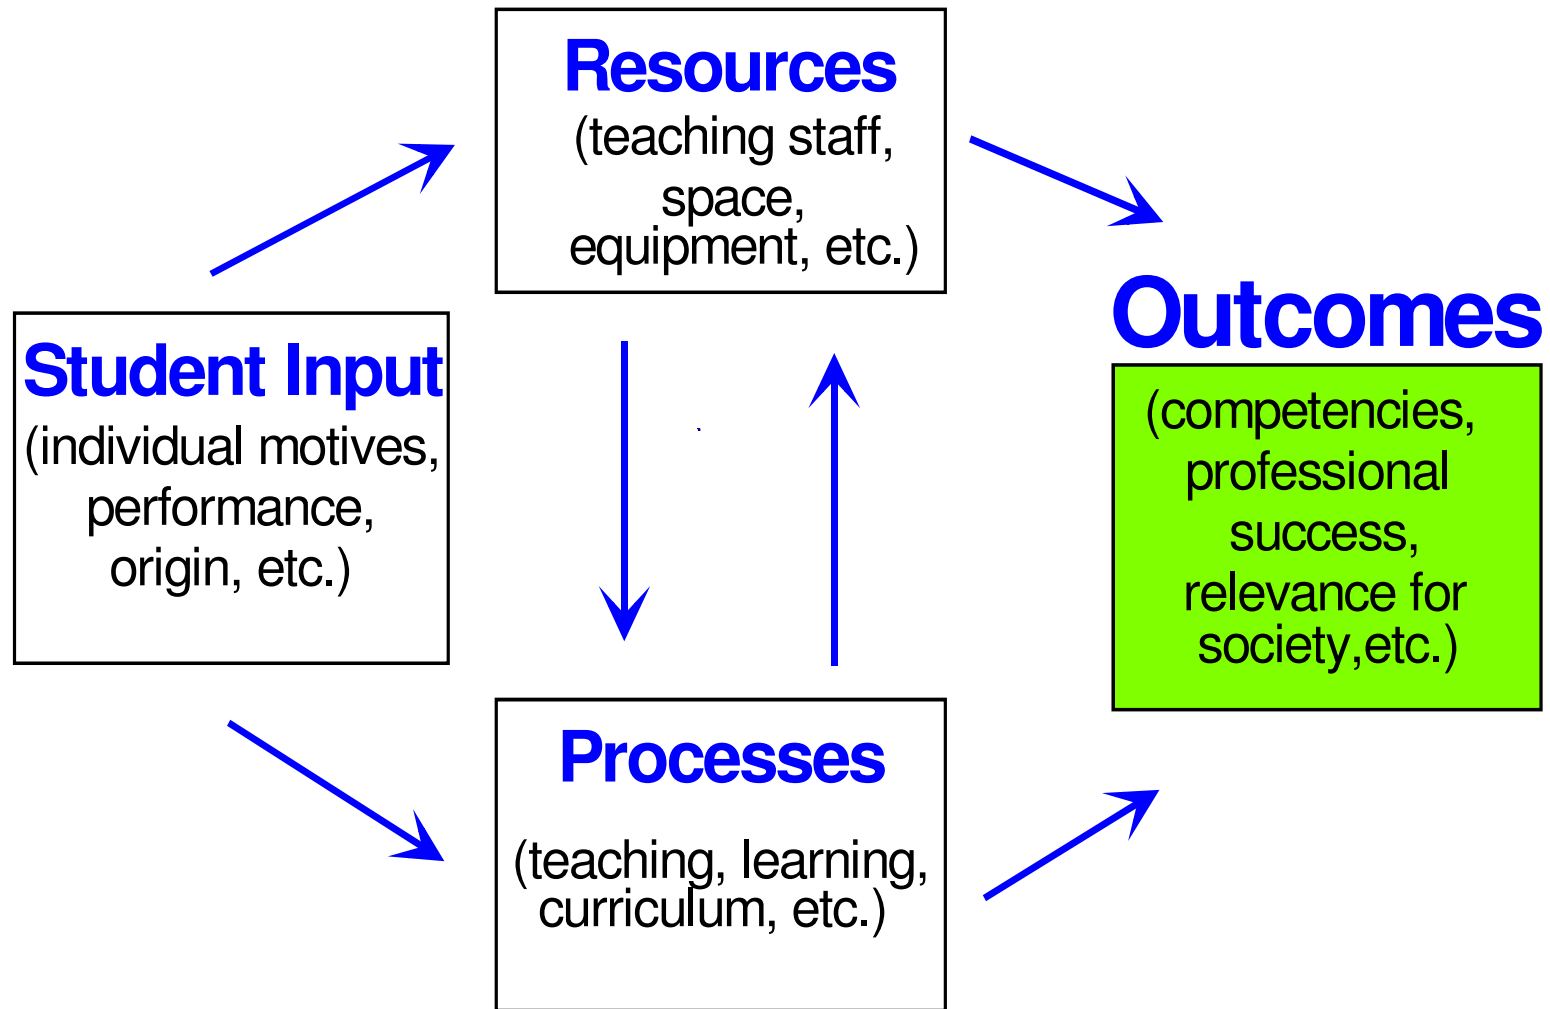 Resources
(teaching staff,
space,
equipment, etc.)
Student Input
(individual motives,
performance,
origin, etc.)
Outcomes
(competencies,
professional
success,
relevance for
society,etc.)
Processes
(teaching, learning,
curriculum, etc.)